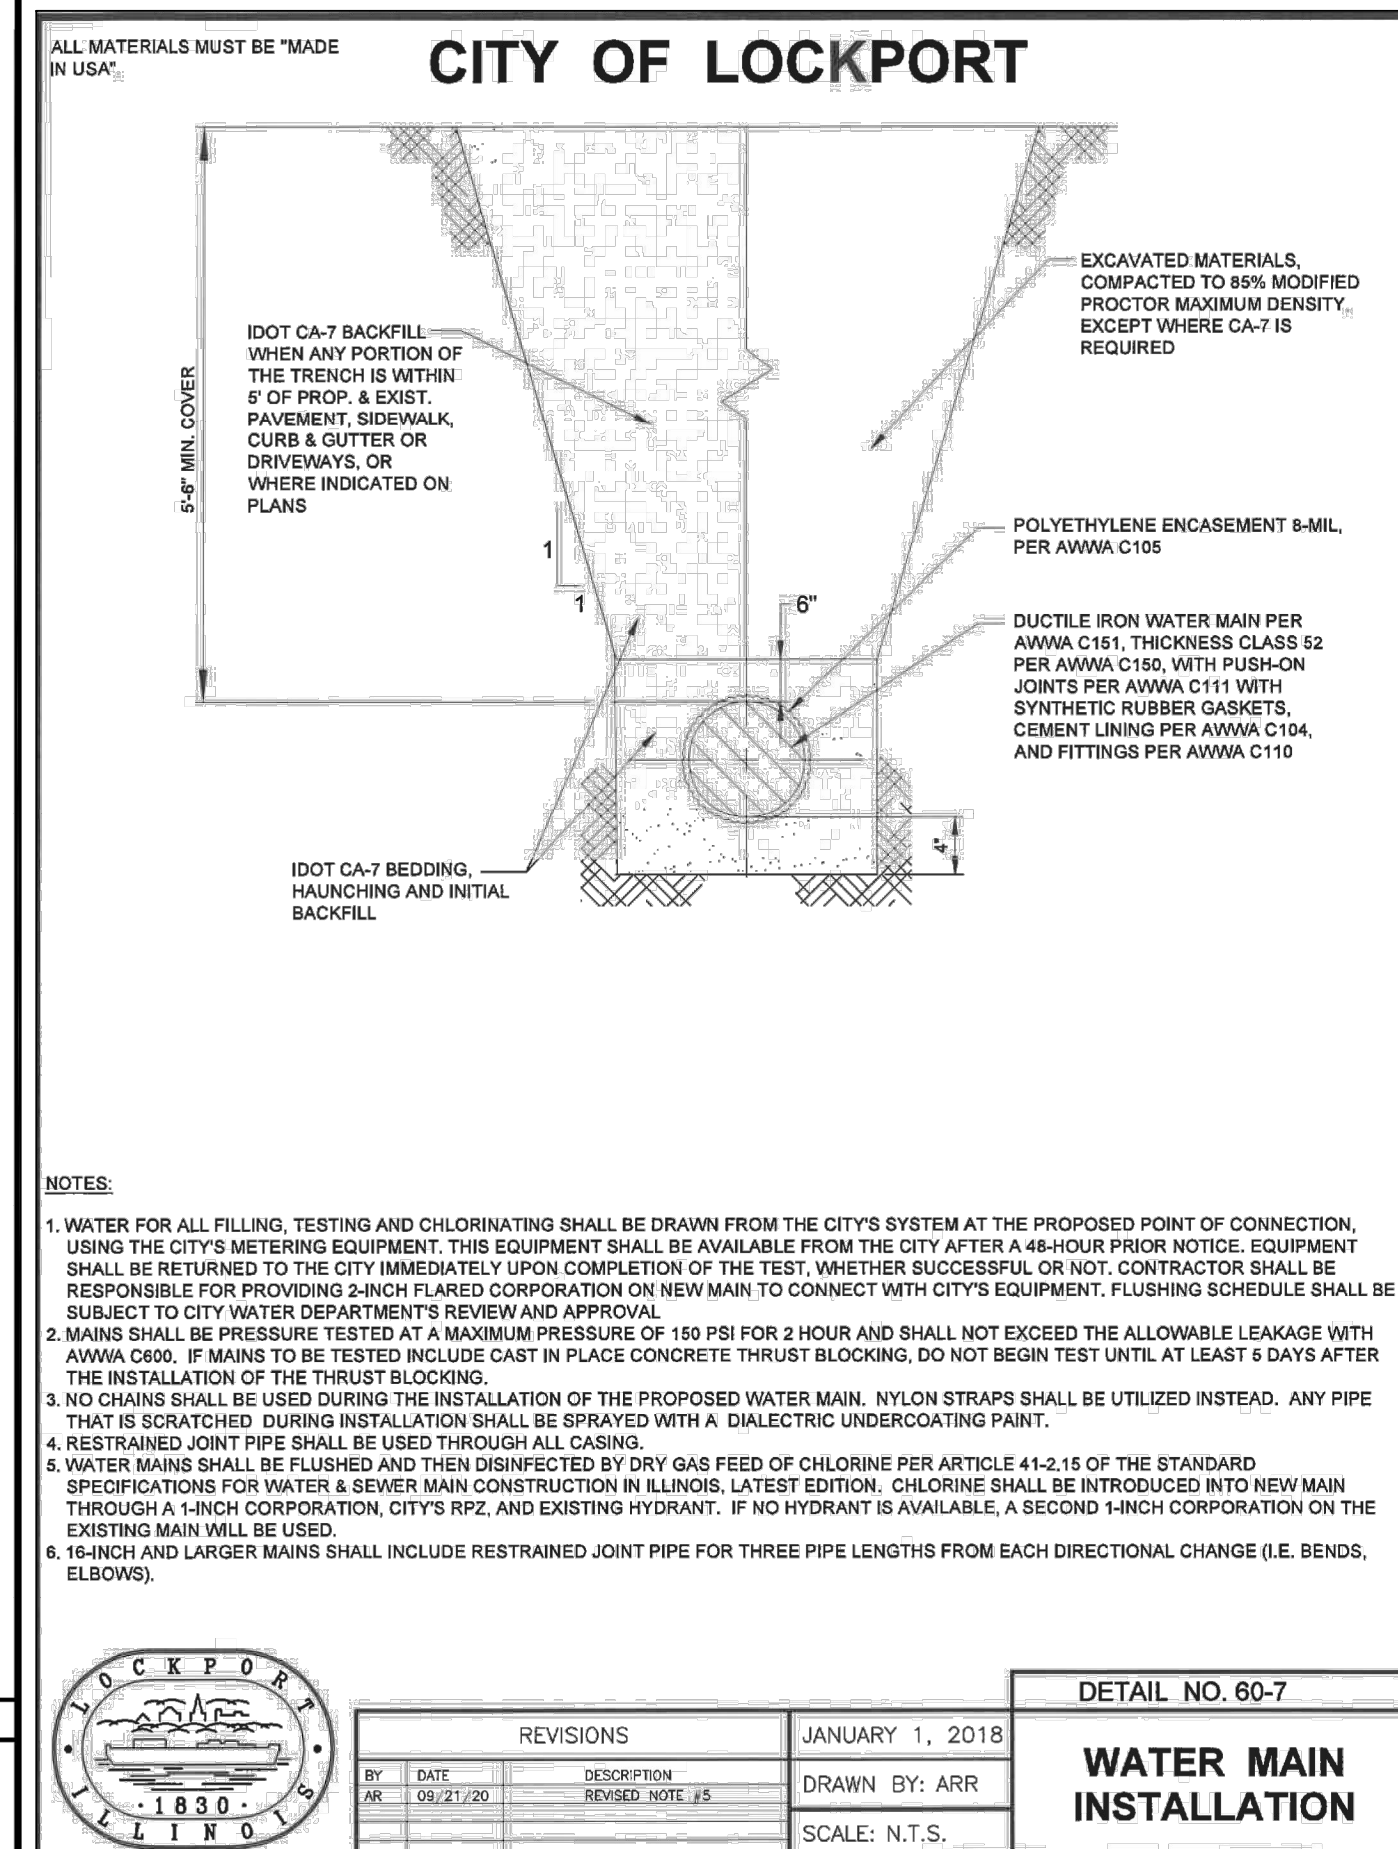 ALL MATERIALS MUST BE "MADE
IN USA"
CITY OF LOCKPORT
EXCAVATED MATERIALS,
COMPACTED TO 85% MODIFIED
PROCTOR MAXIMUM DENSITY,
EXCEPT WHERE CA-7 IS
REQUIRED
IDOT CA-7 BACKFILL
WHEN ANY PORTION OF
THE TRENCH IS WITHIN
5' OF PROP. & EXIST.
PAVEMENT, SIDEWALK,
CURB & GUTTER OR
DRIVEWAYS, OR
WHERE INDICATED ON
PLANS
5'-6" MIN. COVER
1
1
6"
POLYETHYLENE ENCASEMENT 8-MIL,
PER AWWA C105
DUCTILE IRON WATER MAIN PER
AWWA C151, THICKNESS CLASS 52
PER AWWA C150, WITH PUSH-ON
JOINTS PER AWWA C111 WITH
SYNTHETIC RUBBER GASKETS,
CEMENT LINING PER AWWA C104,
AND FITTINGS PER AWWA C110
4"
IDOT CA-7 BEDDING,
HAUNCHING AND INITIAL
BACKFILL
NOTES:
1. WATER FOR ALL FILLING, TESTING AND CHLORINATING SHALL BE DRAWN FROM THE CITY'S SYSTEM AT THE PROPOSED POINT OF CONNECTION,
USING THE CITY'S METERING EQUIPMENT. THIS EQUIPMENT SHALL BE AVAILABLE FROM THE CITY AFTER A 48-HOUR PRIOR NOTICE. EQUIPMENT
SHALL BE RETURNED TO THE CITY IMMEDIATELY UPON COMPLETION OF THE TEST, WHETHER SUCCESSFUL OR NOT. CONTRACTOR SHALL BE
RESPONSIBLE FOR PROVIDING 2-INCH FLARED CORPORATION ON NEW MAIN TO CONNECT WITH CITY'S EQUIPMENT. FLUSHING SCHEDULE SHALL BE
SUBJECT TO CITY WATER DEPARTMENT'S REVIEW AND APPROVAL
2. MAINS SHALL BE PRESSURE TESTED AT A MAXIMUM PRESSURE OF 150 PSI FOR 2 HOUR AND SHALL NOT EXCEED THE ALLOWABLE LEAKAGE WITH
AWWA C600. IF MAINS TO BE TESTED INCLUDE CAST IN PLACE CONCRETE THRUST BLOCKING, DO NOT BEGIN TEST UNTIL AT LEAST 5 DAYS AFTER
THE INSTALLATION OF THE THRUST BLOCKING.
3. NO CHAINS SHALL BE USED DURING THE INSTALLATION OF THE PROPOSED WATER MAIN. NYLON STRAPS SHALL BE UTILIZED INSTEAD. ANY PIPE
THAT IS SCRATCHED DURING INSTALLATION SHALL BE SPRAYED WITH A DIALECTRIC UNDERCOATING PAINT.
4. RESTRAINED JOINT PIPE SHALL BE USED THROUGH ALL CASING.
5. WATER MAINS SHALL BE FLUSHED AND THEN DISINFECTED BY DRY GAS FEED OF CHLORINE PER ARTICLE 41-2.15 OF THE STANDARD
SPECIFICATIONS FOR WATER & SEWER MAIN CONSTRUCTION IN ILLINOIS, LATEST EDITION. CHLORINE SHALL BE INTRODUCED INTO NEW MAIN
THROUGH A 1-INCH CORPORATION, CITY'S RPZ, AND EXISTING HYDRANT. IF NO HYDRANT IS AVAILABLE, A SECOND 1-INCH CORPORATION ON THE
EXISTING MAIN WILL BE USED.
6. 16-INCH AND LARGER MAINS SHALL INCLUDE RESTRAINED JOINT PIPE FOR THREE PIPE LENGTHS FROM EACH DIRECTIONAL CHANGE (I.E. BENDS,
ELBOWS).
LOCKPORT
1830
ILLINOIS
REVISIONS
BY DATE DESCRIPTION
AR 09/21/20 REVISED NOTE #5
JANUARY 1, 2018
DRAWN BY: ARR
SCALE: N.T.S.
DETAIL NO. 60-7
WATER MAIN
INSTALLATION